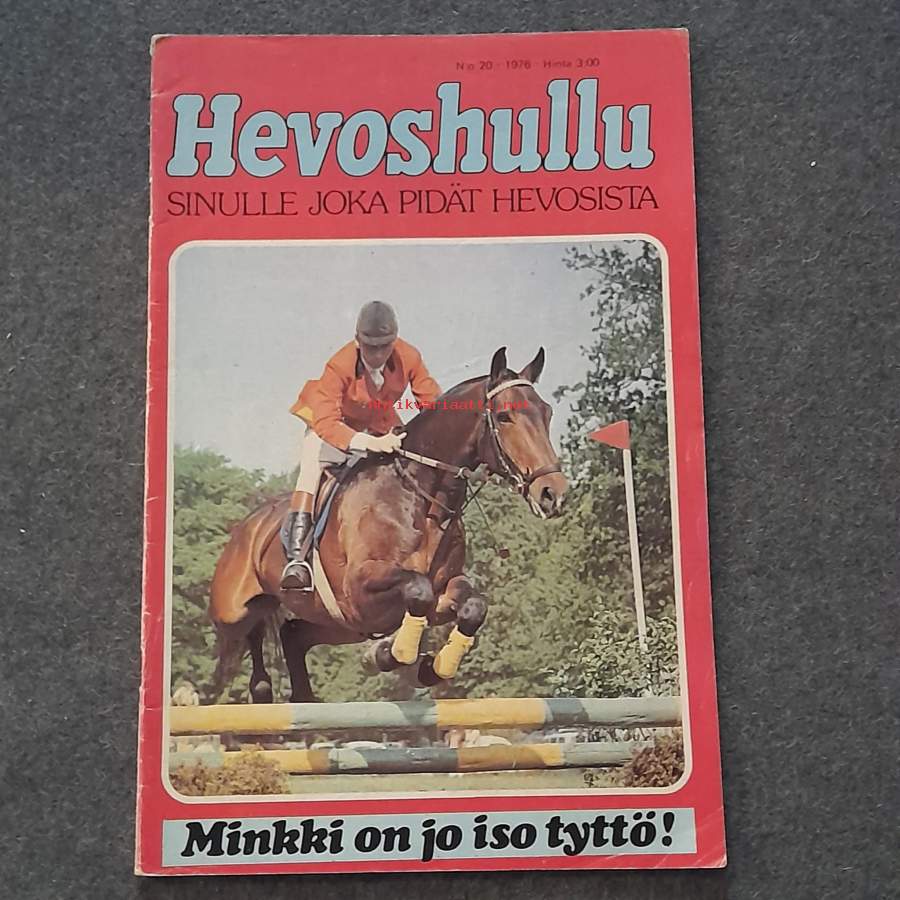 N:o 20 - 1976 - Hinta 3:00
Hevoshullu
SINULLE JOKA PIDÄT HEVOSISTA
antikvariaatti.net
Minkki on jo iso tyttö!